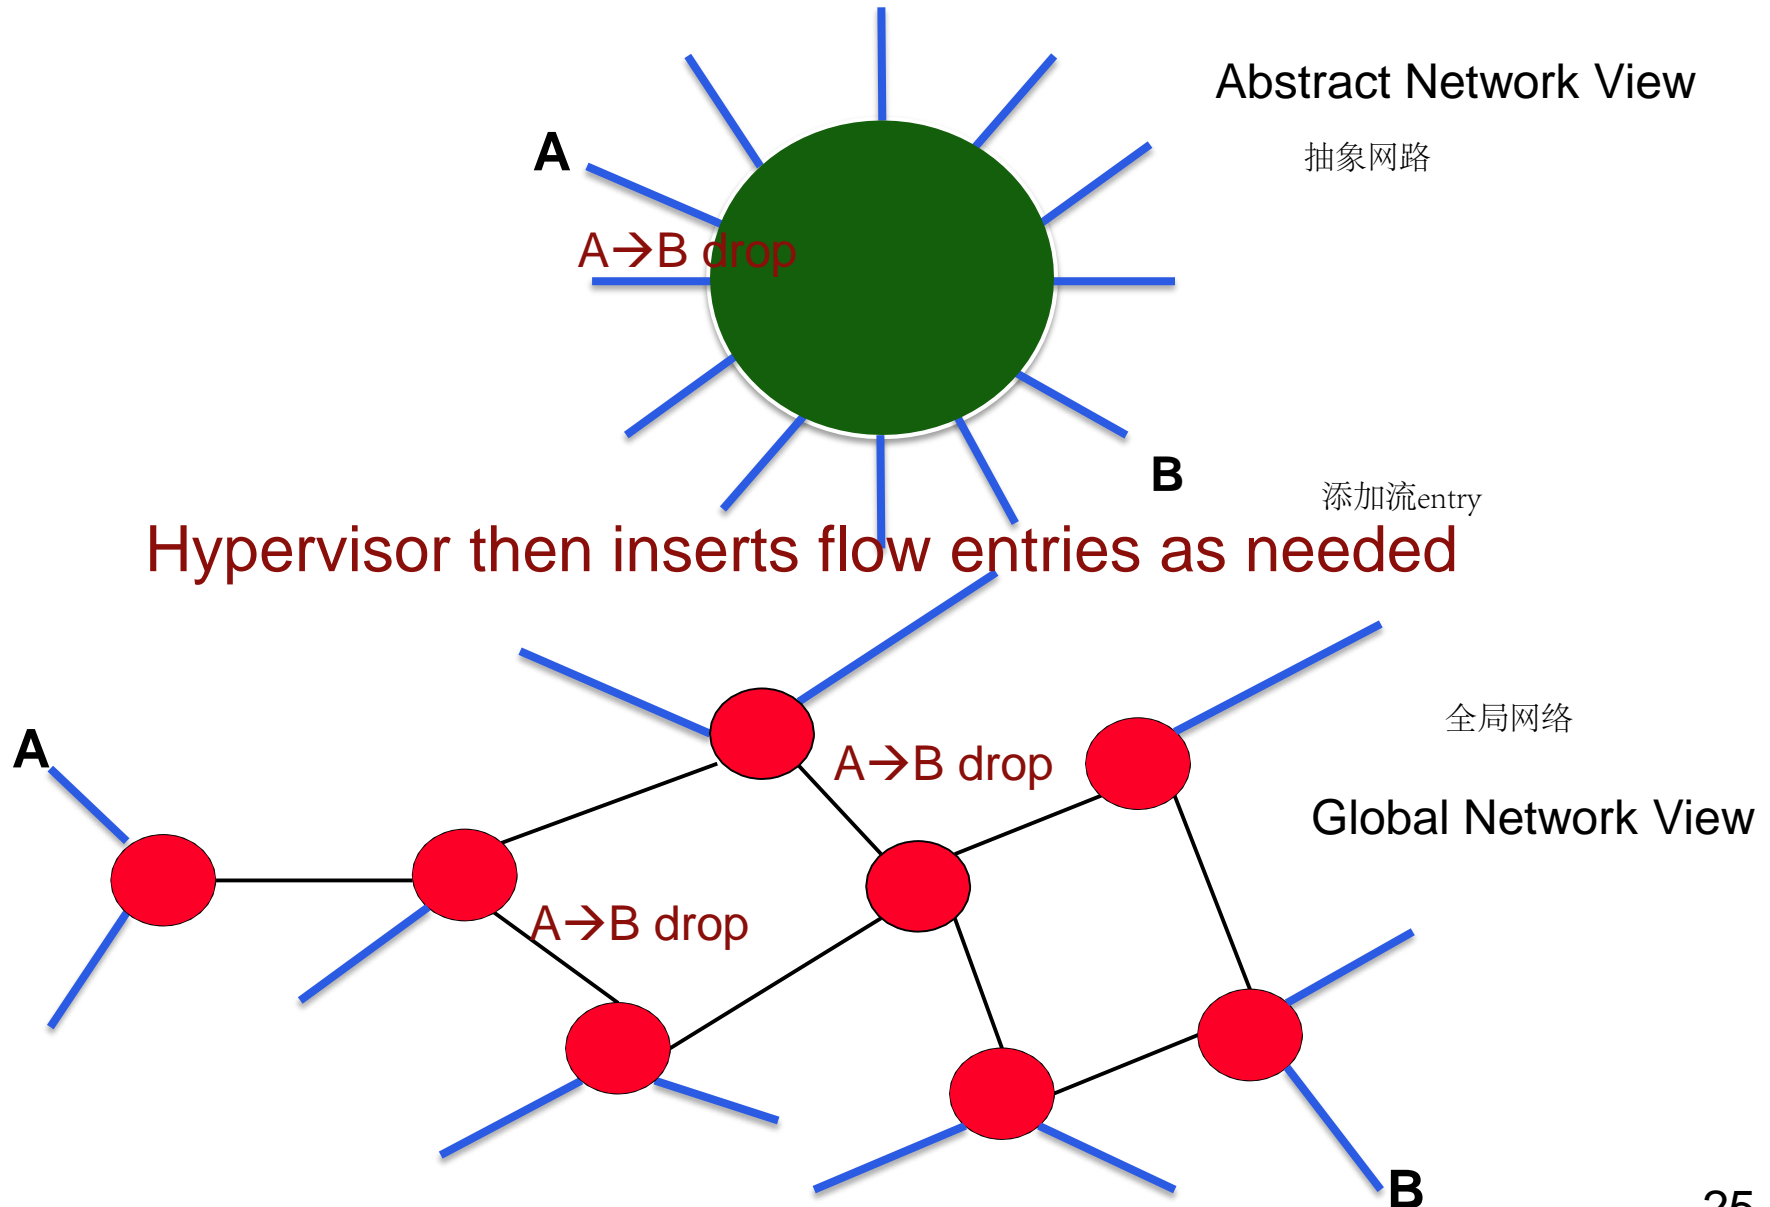 Abstract Network View
抽象网路
A
A→B drop
B
添加流entry
Hypervisor then inserts flow entries as needed
全局网络
A
A→B drop
Global Network View
A→B drop
B
25